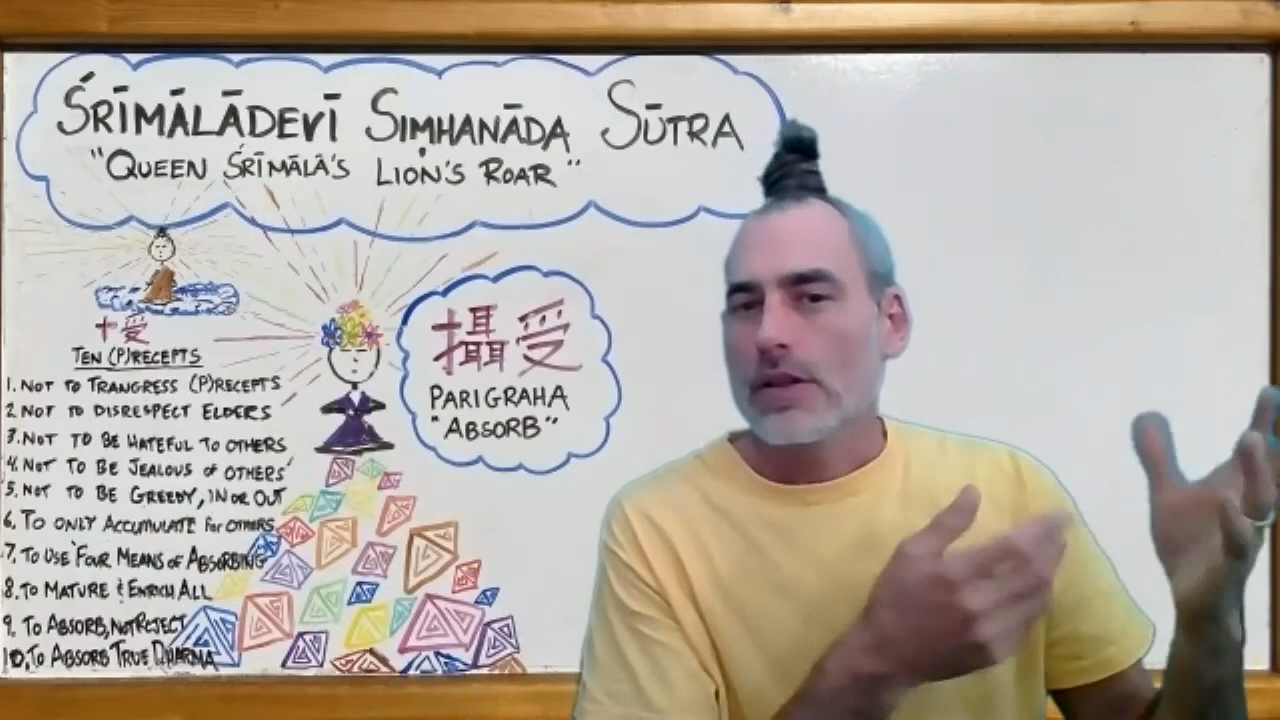 ŚRĪMĀLĀDEVĪ SIṂHANĀDA SŪTRA
"QUEEN ŚRĪMĀLĀ'S LION'S ROAR"
十受
TEN (P)RECEPTS
1. NOT TO TRANGRESS (P)RECEPTS
2. NOT TO DISRESPECT ELDERS
3. NOT TO BE HATEFUL TO OTHERS
4. NOT TO BE JEALOUS OF OTHERS'
5. NOT TO BE GREEDY, IN OR OUT
6. TO ONLY ACCUMULATE FOR OTHERS
7. TO USE 'FOUR MEANS OF ABSORBING'
8. TO MATURE & ENRICH ALL
9. TO ABSORB, NOT REJECT
10. TO ABSORB TRUE DHARMA
攝受
PARIGRAHA
"ABSORB"